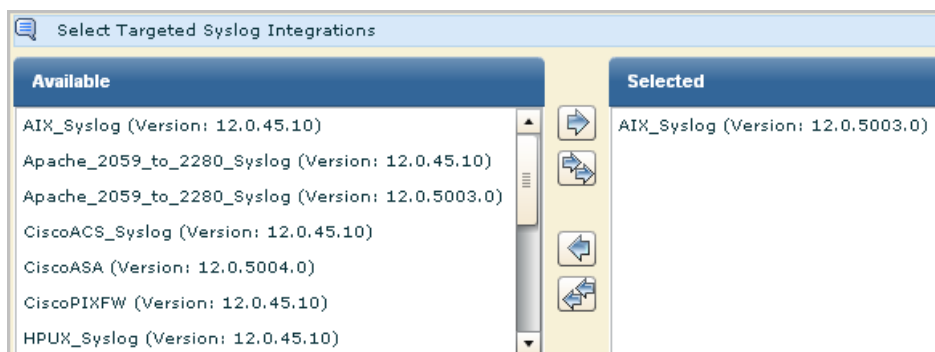 Select Targeted Syslog Integrations
Available
AIX_Syslog (Version: 12.0.45.10)
Apache_2059_to_2280_Syslog (Version: 12.0.45.10)
Apache_2059_to_2280_Syslog (Version: 12.0.5003.0)
CiscoACS_Syslog (Version: 12.0.45.10)
CiscoASA (Version: 12.0.5004.0)
CiscoPIXFW (Version: 12.0.45.10)
HPUX_Syslog (Version: 12.0.45.10)
Selected
AIX_Syslog (Version: 12.0.5003.0)